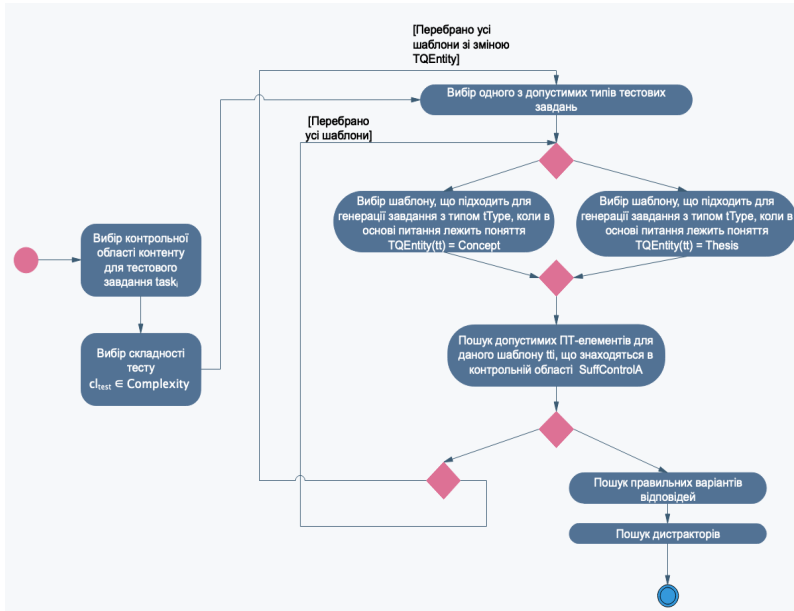 [Перебрано усі
шаблони зі зміною
TQEntity]
Вибір одного з допустимих типів тестових
завдань
[Перебрано
усі шаблони]
Вибір шаблону, що підходить для
генерації завдання з типом tType, коли в
основі питання лежить поняття
TQEntity(tt) = Concept
Вибір шаблону, що підходить для
генерації завдання з типом tType, коли в
основі питання лежить поняття
TQEntity(tt) = Thesis
Вибір контрольної
області контенту
для тестового
завдання taskᵢ
Вибір складності
тесту
cl_test ∈ Complexity
Пошук допустимих ПТ-елементів для
даного шаблону tti, що знаходяться в
контрольній області SuffControlA
Пошук правильних варіантів
відповідей
Пошук дистракторів